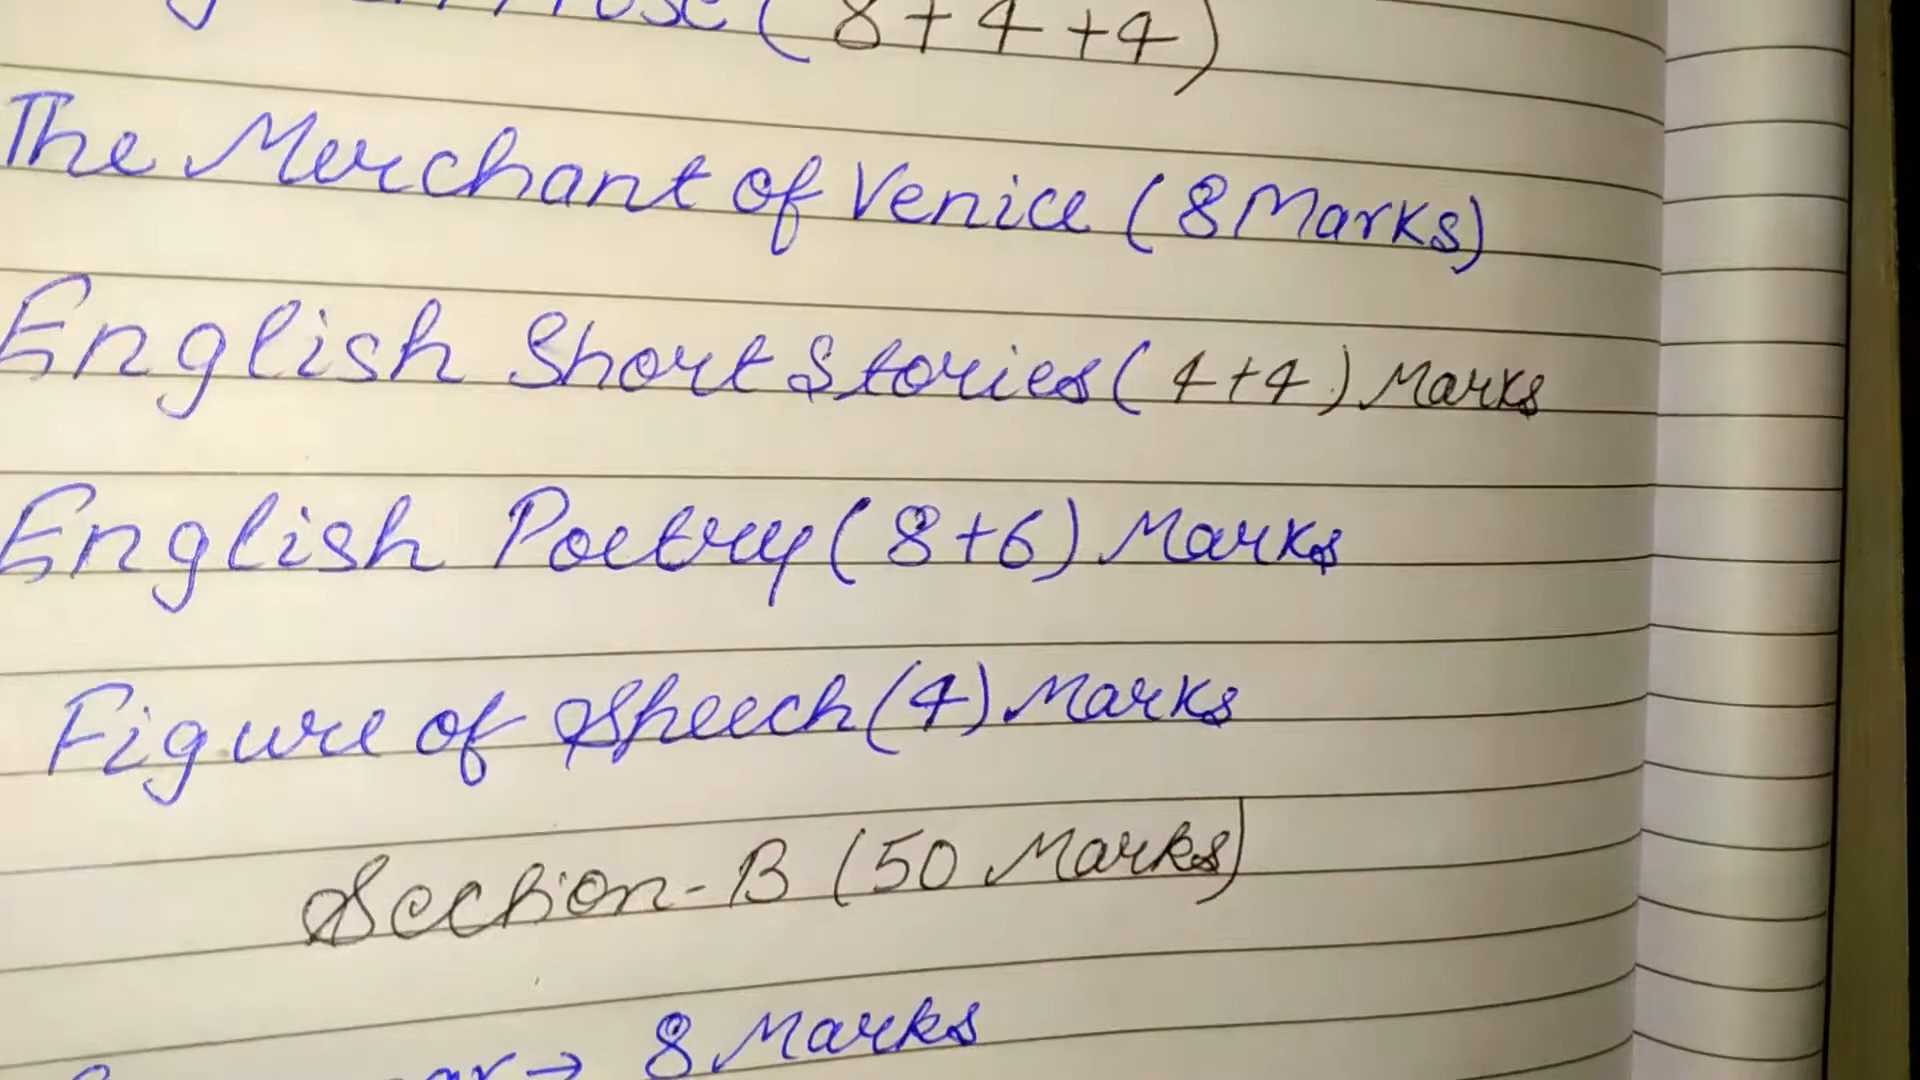 Prose (8+4+4)
The Merchant of Venice (8 Marks)
English Short Stories (4+4) Marks
English Poetry (8+6) Marks
Figure of Speech (4) Marks
Section-B (50 Marks)
→ 8 Marks